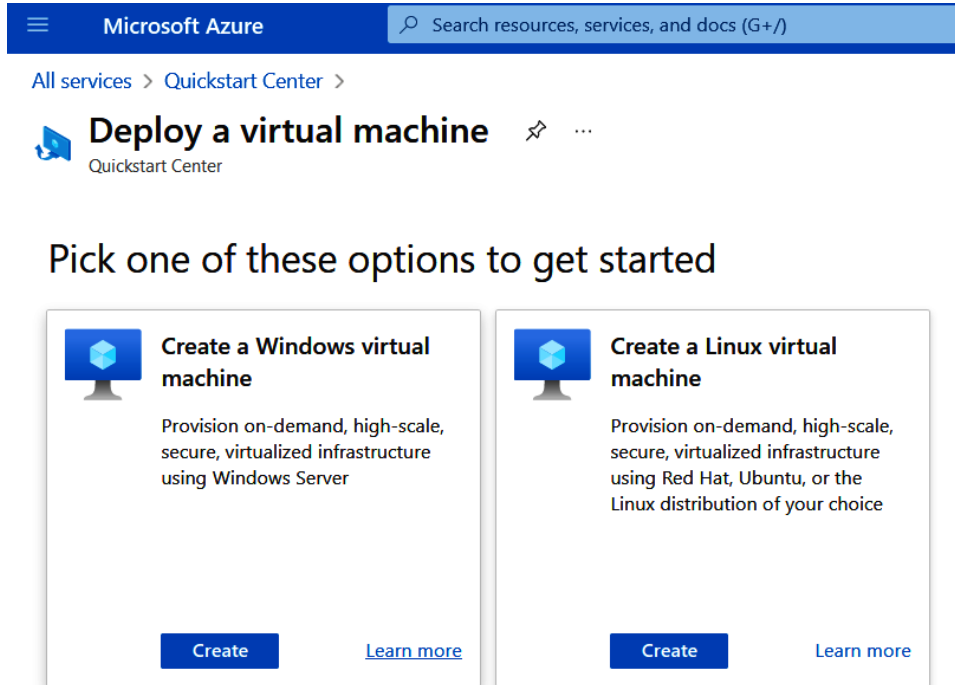 Microsoft Azure
Search resources, services, and docs (G+/)
All services > Quickstart Center >
Deploy a virtual machine
Quickstart Center
Pick one of these options to get started
Create a Windows virtual
machine
Provision on-demand, high-scale,
secure, virtualized infrastructure
using Windows Server
Create
Learn more
Create a Linux virtual
machine
Provision on-demand, high-scale,
secure, virtualized infrastructure
using Red Hat, Ubuntu, or the
Linux distribution of your choice
Create
Learn more